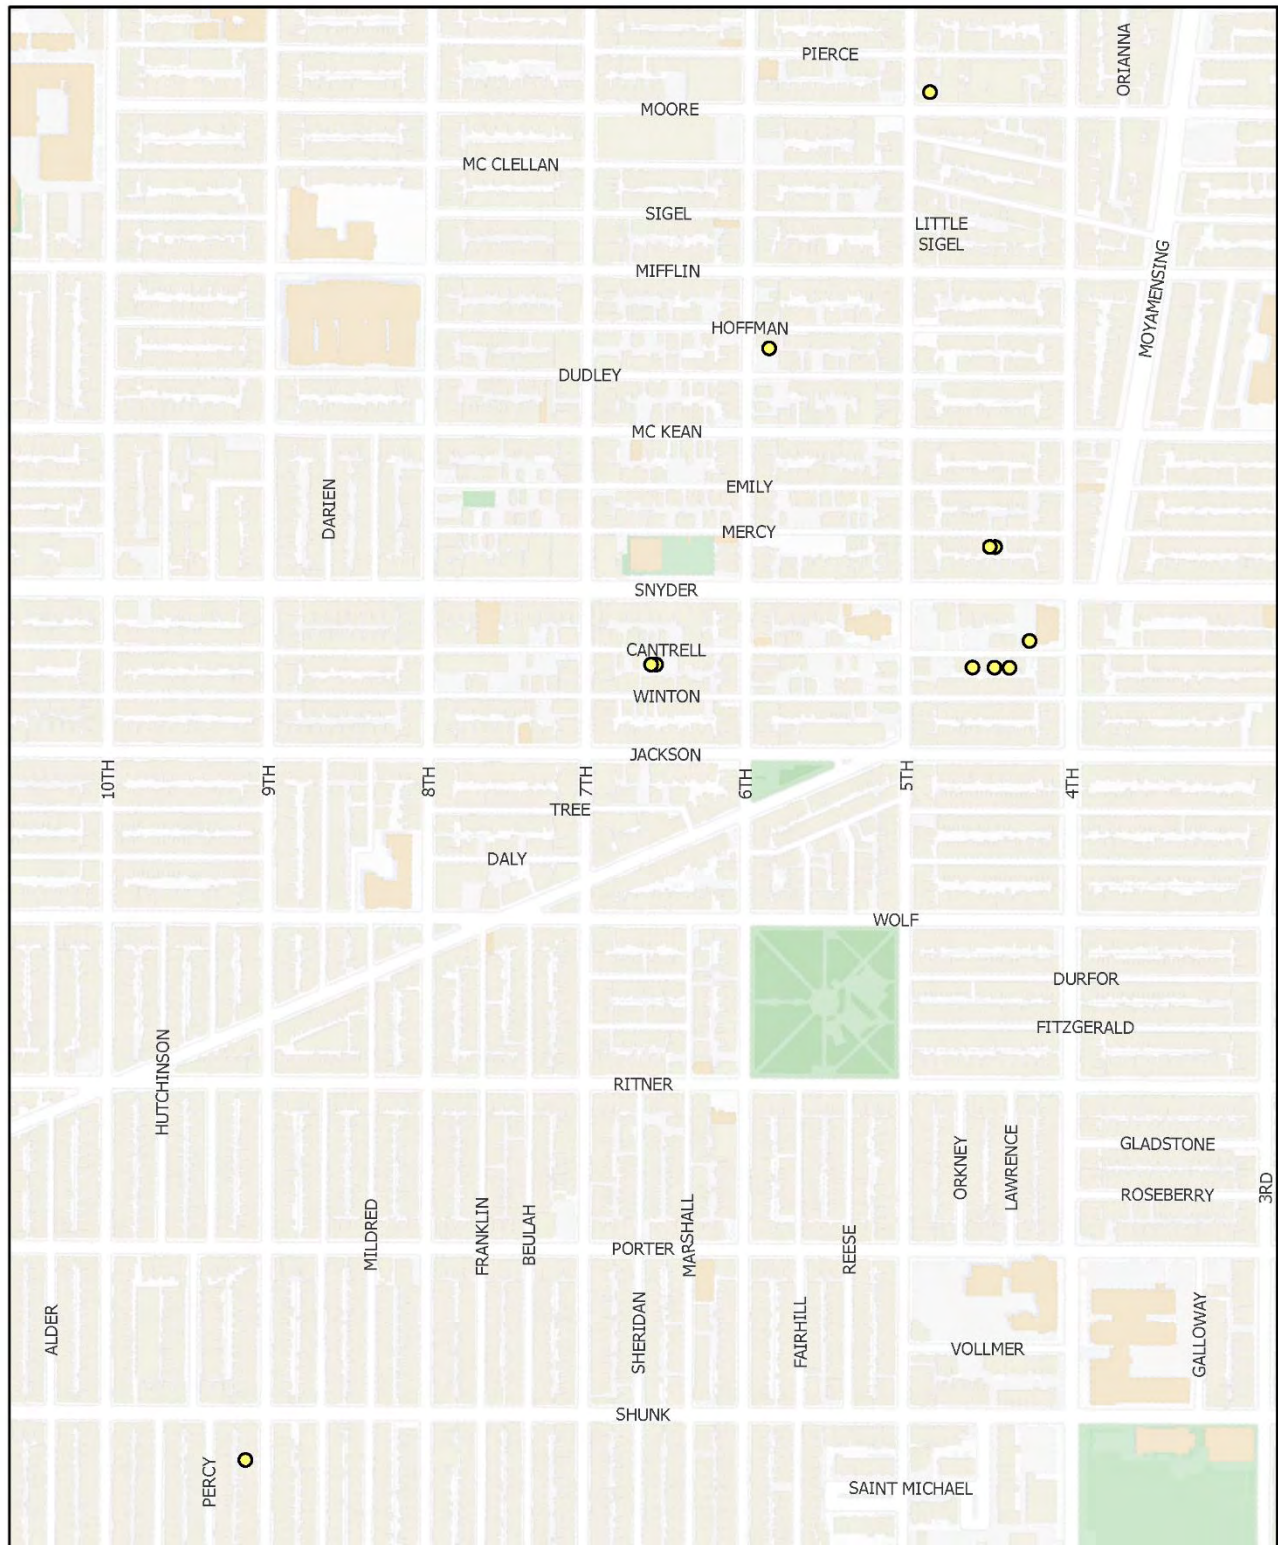 PIERCE
ORIANNA
MOORE
MC CLELLAN
SIGEL
LITTLE
SIGEL
MIFFLIN
MOYAMENSING
HOFFMAN
DUDLEY
MC KEAN
EMILY
DARIEN
MERCY
SNYDER
CANTRELL
WINTON
JACKSON
10TH
9TH
8TH
7TH
6TH
5TH
4TH
TREE
DALY
WOLF
DURFOR
FITZGERALD
HUTCHINSON
RITNER
GLADSTONE
ORKNEY
LAWRENCE
ROSEBERRY
3RD
MILDRED
FRANKLIN
BEULAH
MARSHALL
PORTER
REESE
ALDER
SHERIDAN
FAIRHILL
VOLLMER
GALLOWAY
SHUNK
PERCY
SAINT MICHAEL